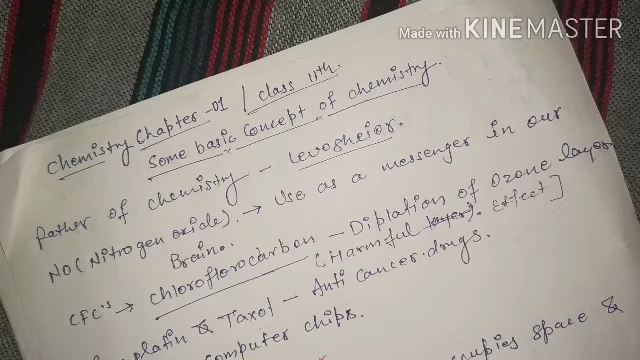 Made with KINEMASTER
Chemistry Chapter-01 / class 11th.
Some basic concept of chemistry.
Father of chemistry - Levosheior.
NO (Nitrogen oxide). → Use as a messenger in our
Brain.
CFC's → Chloroflorocarbon - Diplation of Ozone layer
(Harmful layer). Effect]
platin & Taxol - Anti cancer drugs.
computer chips.
occupies space &